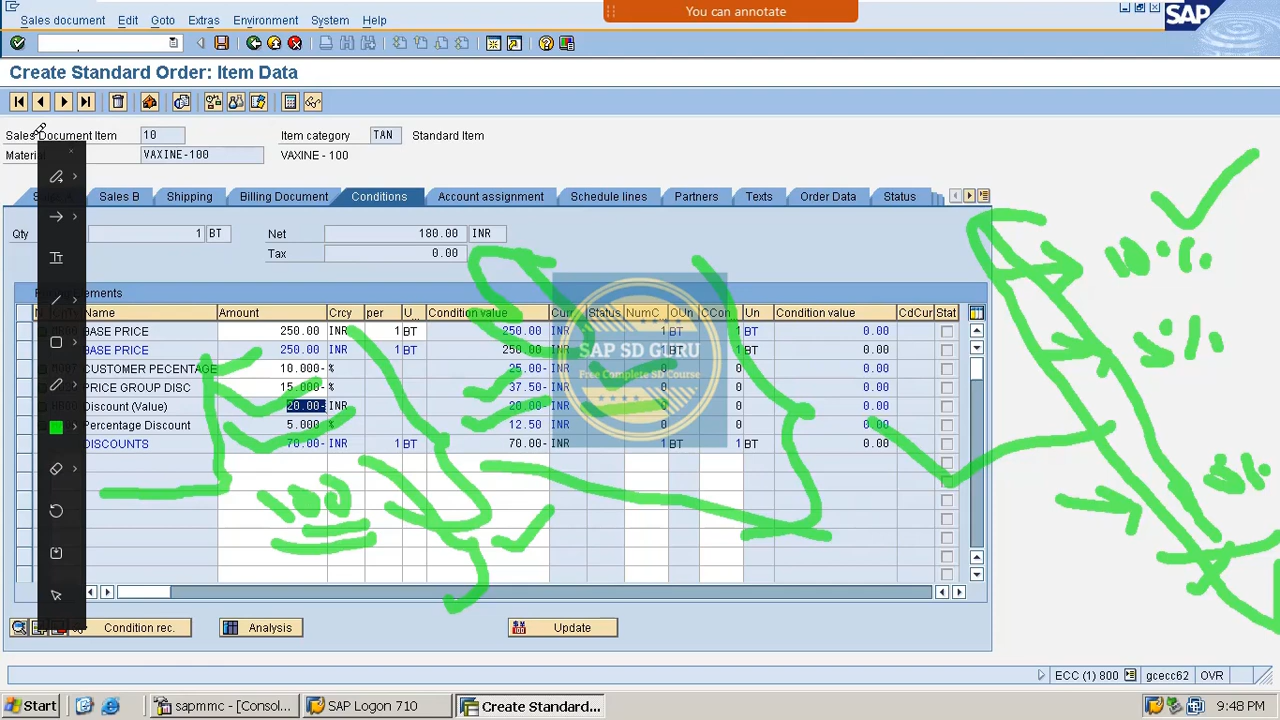 You can annotate
Sales Document Edit Goto Extras Environment System Help
SAP
Create Standard Order: Item Data
Sales Document Item 10 Item category TAN Standard Item
Material VAXINE-100 VAXINE - 100
Sales B Shipping Billing Document Conditions Account assignment Schedule lines Partners Texts Order Data Status
Qty 1 BT Net 180.00 INR
Tax 0.00
N Name Amount Crcy per U... Condition value Curr Status NumC OUn CCon Un Condition value CdCur Stat
BASE PRICE 250.00 INR 1 BT 250.00 INR 1 BT 1 BT 0.00
BASE PRICE 250.00 INR 1 BT 250.00 INR 1 BT 1 BT 0.00
CUSTOMER PECENTAGE 10.000- % 25.00- INR 0 0 0.00
PRICE GROUP DISC 15.000- % 37.50- INR 0 0 0.00
Discount (Value) 20.00- INR 20.00- INR 0 0 0.00
Percentage Discount 5.000 % 12.50 INR 0 0 0.00
DISCOUNTS 70.00- INR 1 BT 70.00- INR 1 BT 1 BT 0.00
SAP SD GURU
Free Complete SD Course
10%
5%
100
Condition rec. Analysis Update
ECC (1) 800 gcecc62 OVR
Start sapmmc - [Consol... SAP Logon 710 Create Standard... 9:48 PM